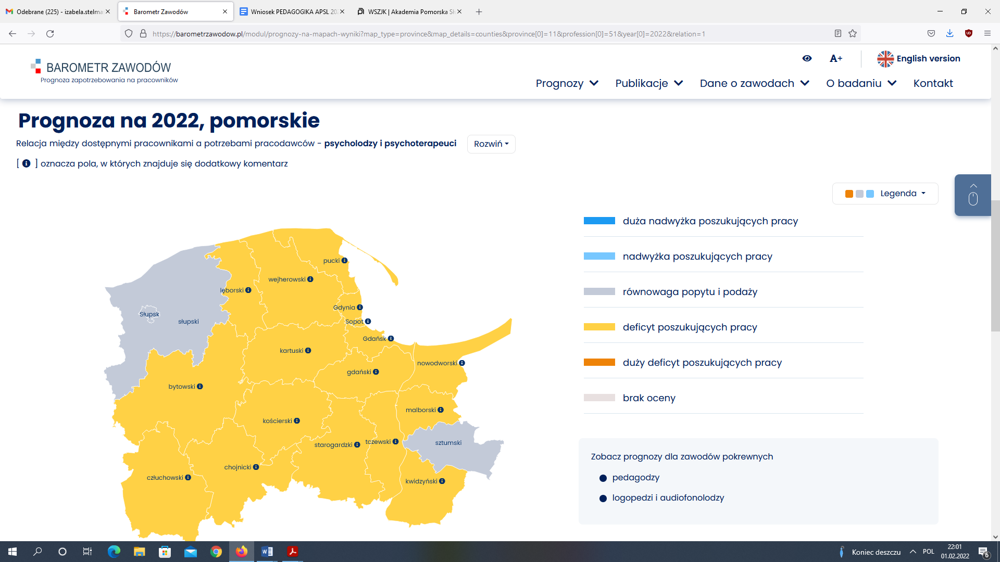 Odebrane (225) - izabela.stelma
Barometr Zawodów
Wniosek PEDAGOGIKA APSL 20
WSZJK | Akademia Pomorska Sł
https://barometrzawodow.pl/modul/prognozy-na-mapach-wyniki?map_type=province&map_details=counties&province[0]=11&profession[0]=51&year[0]=2022&relation=1
BAROMETR ZAWODÓW
Prognoza zapotrzebowania na pracowników
A+
English version
Prognozy
Publikacje
Dane o zawodach
O badaniu
Kontakt
Prognoza na 2022, pomorskie
Relacja między dostępnymi pracownikami a potrzebami pracodawców - psycholodzy i psychoterapeuci
Rozwiń
[ i ] oznacza pola, w których znajduje się dodatkowy komentarz
Legenda
duża nadwyżka poszukujących pracy
nadwyżka poszukujących pracy
równowaga popytu i podaży
deficyt poszukujących pracy
duży deficyt poszukujących pracy
brak oceny
pucki
wejherowski
lęborski
Gdynia
Słupsk
słupski
Sopot
Gdańsk
kartuski
nowodworski
gdański
bytowski
malborski
kościerski
starogardzki
tczewski
sztumski
chojnicki
człuchowski
kwidzyński
Zobacz prognozy dla zawodów pokrewnych
pedagodzy
logopedzi i audiofonolodzy
Koniec deszczu
POL
22:01
01.02.2022
6